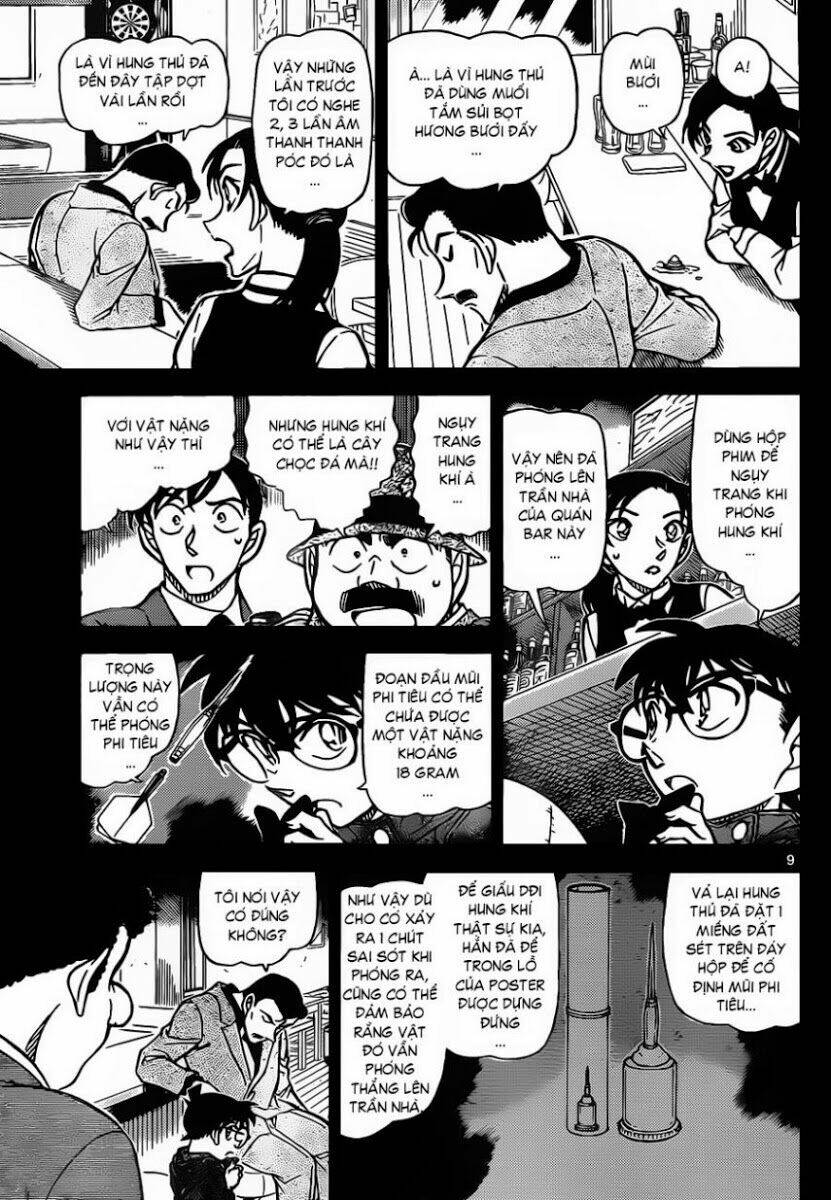 A!
MÙI
BƯỞI
...
À... LÀ VÌ HUNG THỦ
ĐÃ DÙNG MUỐI
TẮM SỦI BỌT
HƯƠNG BƯỞI ĐẤY
VẬY NHỮNG
LẦN TRƯỚC
TÔI CÓ NGHE
2, 3 LẦN ÂM
THANH THANH
PÓC ĐÓ LÀ
...
LÀ VÌ HUNG THỦ ĐÃ
ĐẾN ĐÂY TẬP DỢT
VÀI LẦN RỒI
...
DÙNG HỘP
PHIM ĐỂ
NGỤY
TRANG KHI
PHÓNG
HUNG KHÍ
...
VẬY NÊN ĐÃ
PHÓNG LÊN
TRẦN NHÀ
CỦA QUÁN
BAR NÀY
...
NGỤY
TRANG
HUNG
KHÍ À
...
NHƯNG HUNG KHÍ
CÓ THỂ LÀ CÂY
CHỌC ĐÁ MÀ!!
VỚI VẬT NẶNG
NHƯ VẬY THÌ
...
ĐOẠN ĐẦU MŨI
PHI TIÊU CÓ THỂ
CHỨA ĐƯỢC
MỘT VẬT NẶNG
KHOẢNG
18 GRAM
...
TRỌNG
LƯỢNG NÀY
VẪN CÓ
THỂ PHÓNG
PHI TIÊU
...
9
VẢ LẠI HUNG
THỦ ĐÃ ĐẶT 1
MIẾNG ĐẤT
SÉT TRÊN ĐÁY
HỘP ĐỂ CỐ
ĐỊNH MŨI PHI
TIÊU...
ĐỂ GIẤU DDI
HUNG KHÍ
THẬT SỰ KIA,
HẮN ĐÃ ĐỂ
TRONG LỒ
CỦA POSTER
ĐƯỢC DỰNG
ĐỨNG
...
NHƯ VẬY DÙ
CHO CÓ XẢY
RA 1 CHÚT
SAI SÓT KHI
PHÓNG RA,
CŨNG CÓ THỂ
ĐẢM BẢO
RẰNG VẬT
ĐÓ VẪN
PHÓNG
THẲNG LÊN
TRẦN NHÀ.
TÔI NÓI VẬY
CÓ ĐÚNG
KHÔNG?